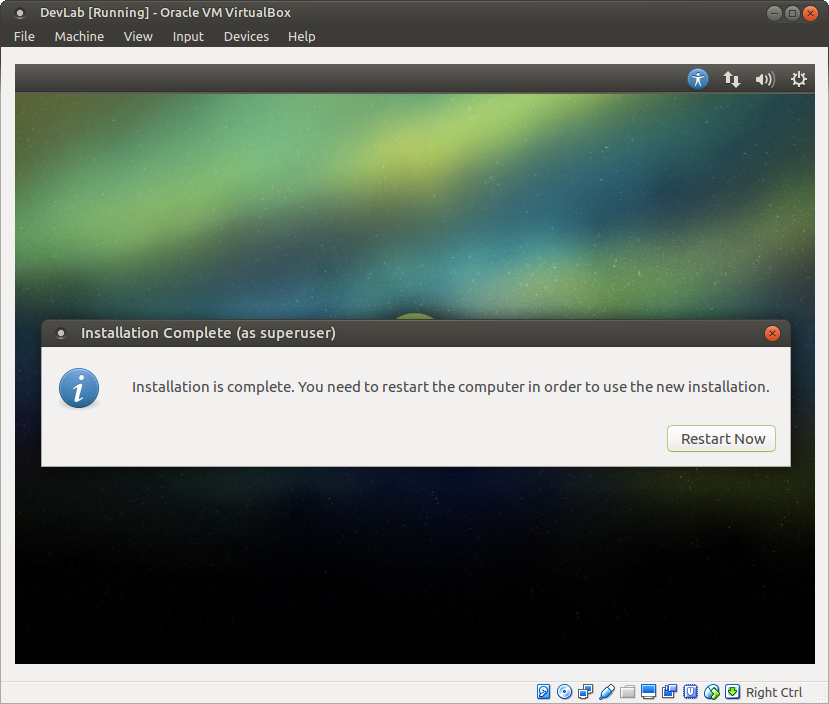 DevLab [Running] - Oracle VM VirtualBox
File Machine View Input Devices Help
Installation Complete (as superuser)
Installation is complete. You need to restart the computer in order to use the new installation.
Restart Now
Right Ctrl